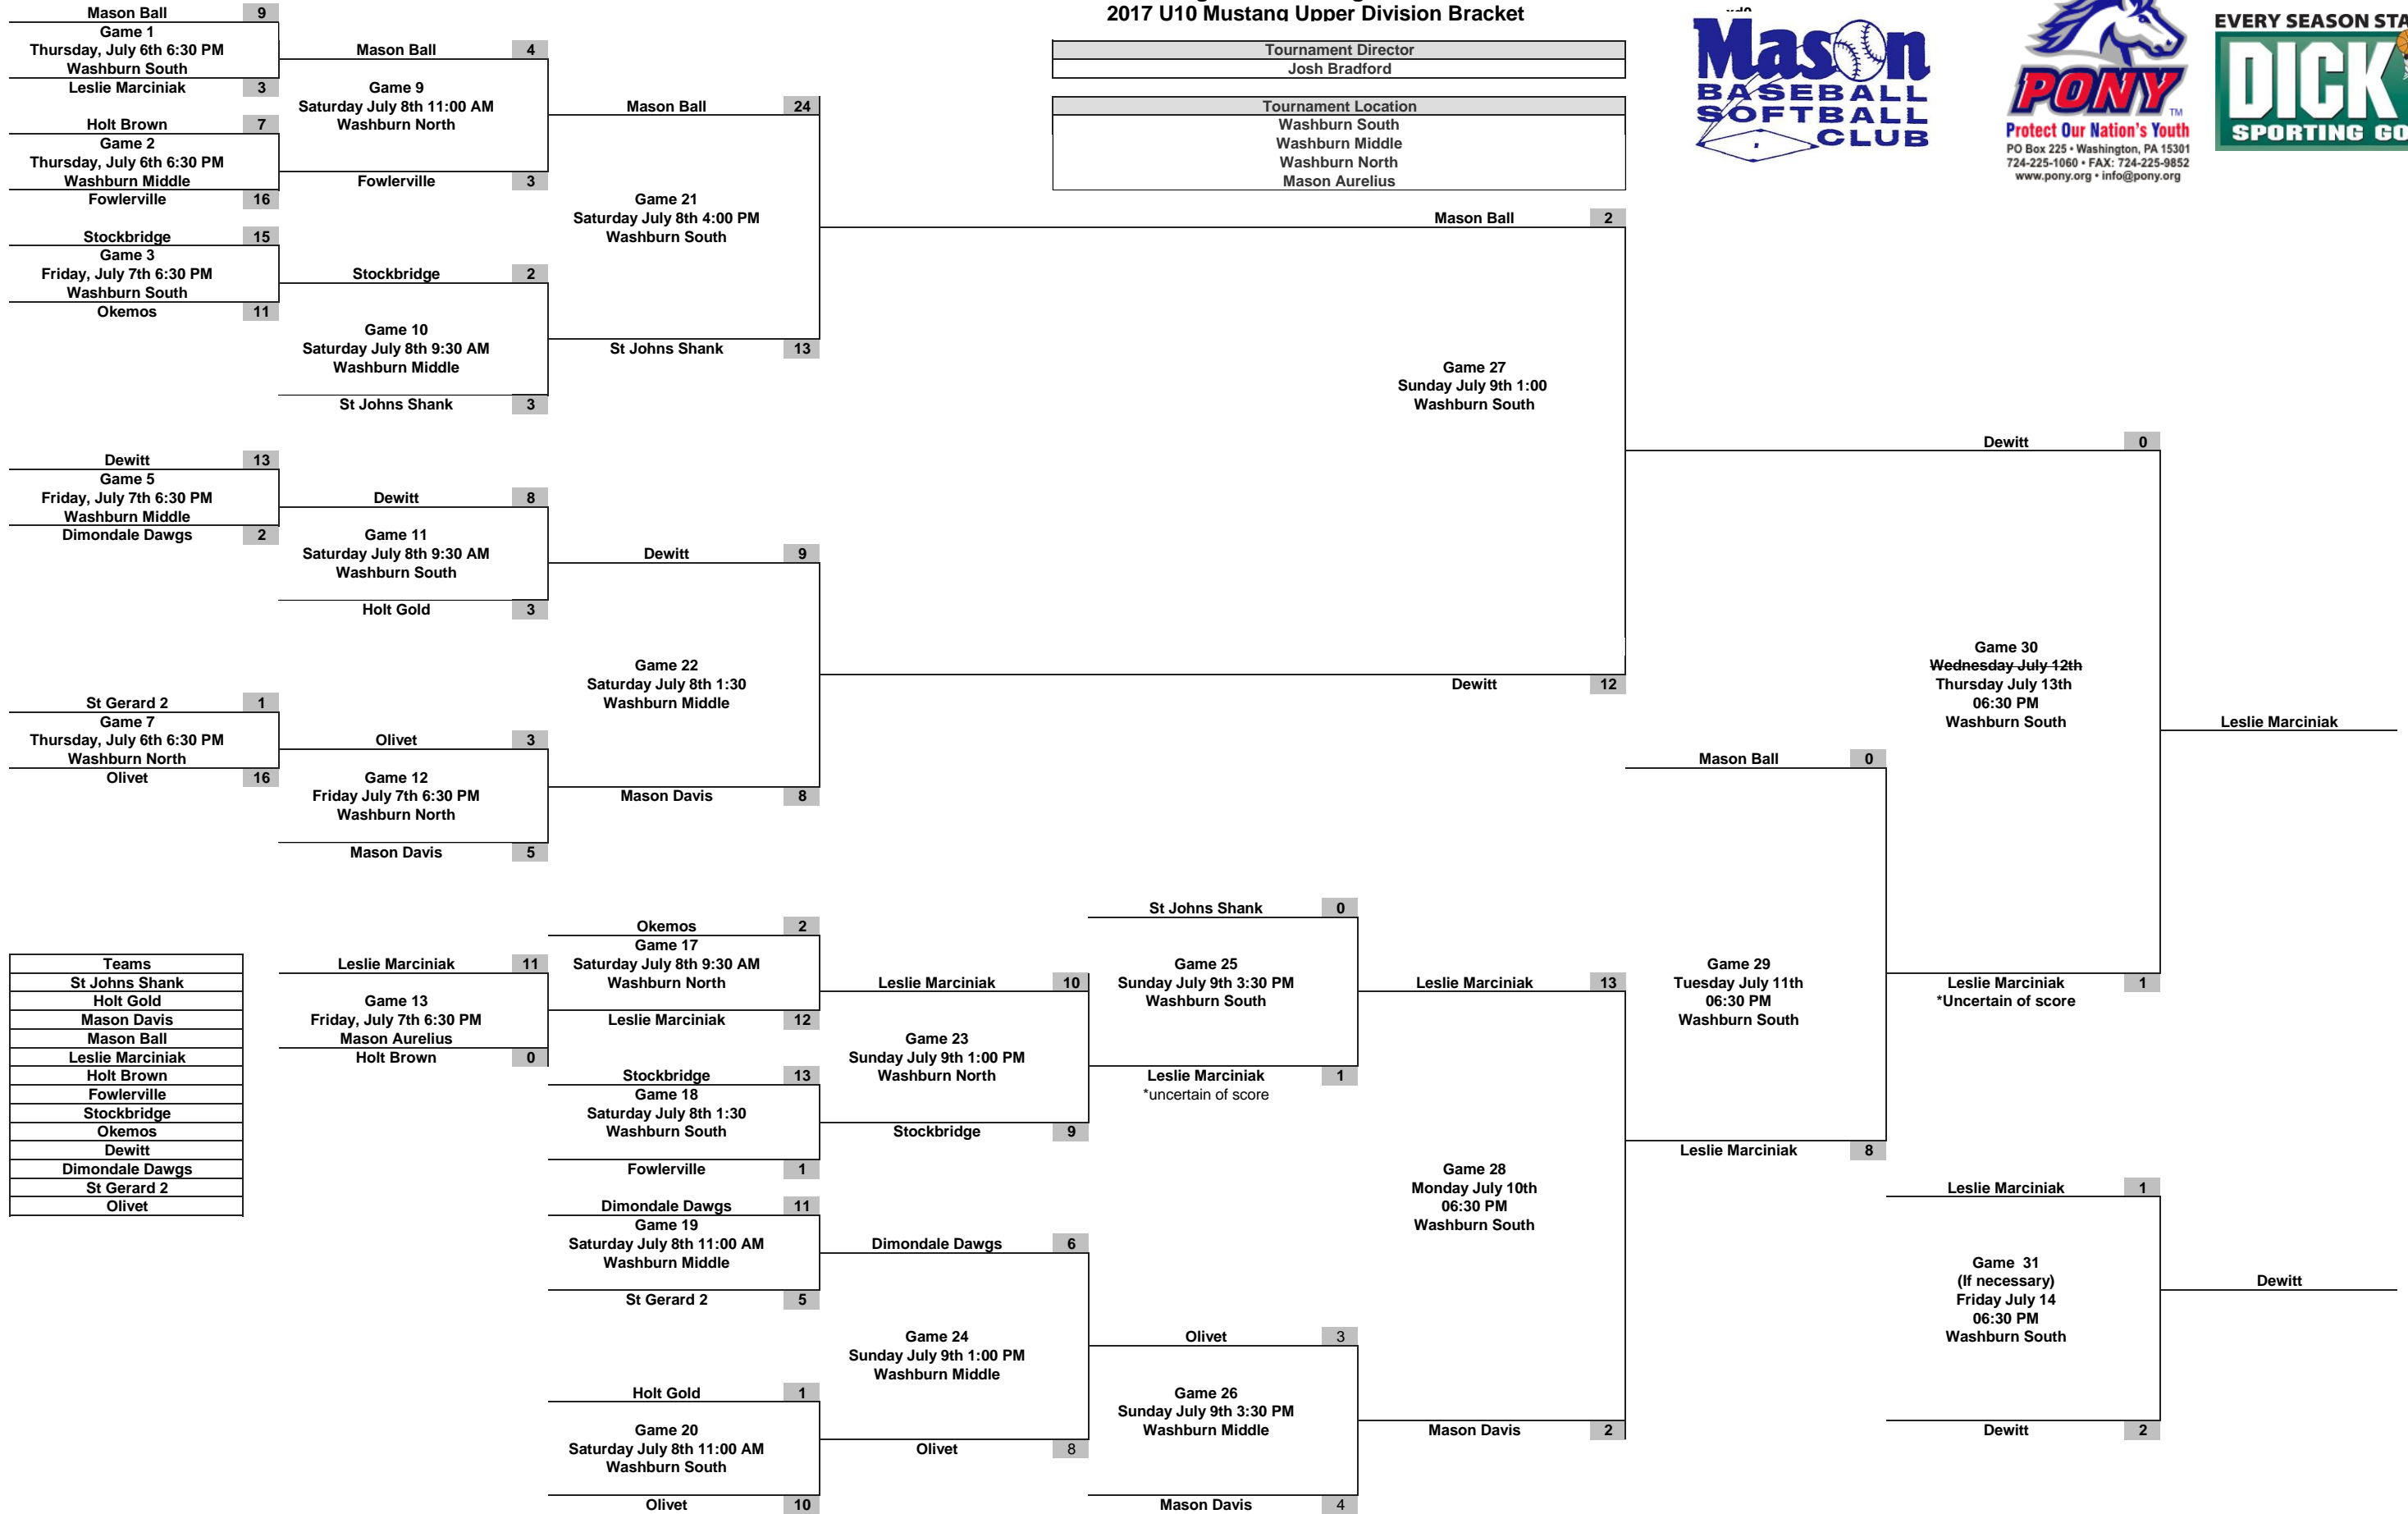 2017 U10 Mustang Upper Division Bracket
Tournament Director
Josh Bradford
Tournament Location
Washburn South
Washburn Middle
Washburn North
Mason Aurelius
Mason
BASEBALL
SOFTBALL
CLUB
PONY
TM
Protect Our Nation's Youth
PO Box 225 • Washington, PA 15301
724-225-1060 • FAX: 724-225-9852
www.pony.org • info@pony.org
EVERY SEASON STA
DICK
SPORTING GO
Mason Ball 9
Game 1
Thursday, July 6th 6:30 PM
Washburn South
Leslie Marciniak 3
Holt Brown 7
Game 2
Thursday, July 6th 6:30 PM
Washburn Middle
Fowlerville 16
Stockbridge 15
Game 3
Friday, July 7th 6:30 PM
Washburn South
Okemos 11
Dewitt 13
Game 5
Friday, July 7th 6:30 PM
Washburn Middle
Dimondale Dawgs 2
St Gerard 2 1
Game 7
Thursday, July 6th 6:30 PM
Washburn North
Olivet 16
Mason Ball 4
Game 9
Saturday July 8th 11:00 AM
Washburn North
Fowlerville 3
Stockbridge 2
Game 10
Saturday July 8th 9:30 AM
Washburn Middle
St Johns Shank 3
Dewitt 8
Game 11
Saturday July 8th 9:30 AM
Washburn South
Holt Gold 3
Olivet 3
Game 12
Friday July 7th 6:30 PM
Washburn North
Mason Davis 5
Mason Ball 24
Game 21
Saturday July 8th 4:00 PM
Washburn South
St Johns Shank 13
Dewitt 9
Game 22
Saturday July 8th 1:30
Washburn Middle
Mason Davis 8
Mason Ball 2
Game 27
Sunday July 9th 1:00
Washburn South
Dewitt 12
Dewitt 0
Game 30
Wednesday July 12th
Thursday July 13th
06:30 PM
Washburn South
Leslie Marciniak 1
*Uncertain of score
Leslie Marciniak
Teams
St Johns Shank
Holt Gold
Mason Davis
Mason Ball
Leslie Marciniak
Holt Brown
Fowlerville
Stockbridge
Okemos
Dewitt
Dimondale Dawgs
St Gerard 2
Olivet
Leslie Marciniak 11
Game 13
Friday, July 7th 6:30 PM
Mason Aurelius
Holt Brown 0
Okemos 2
Game 17
Saturday July 8th 9:30 AM
Washburn North
Leslie Marciniak 12
Stockbridge 13
Game 18
Saturday July 8th 1:30
Washburn South
Fowlerville 1
Dimondale Dawgs 11
Game 19
Saturday July 8th 11:00 AM
Washburn Middle
St Gerard 2 5
Holt Gold 1
Game 20
Saturday July 8th 11:00 AM
Washburn South
Olivet 10
Leslie Marciniak 10
Game 23
Sunday July 9th 1:00 PM
Washburn North
Stockbridge 9
Dimondale Dawgs 6
Game 24
Sunday July 9th 1:00 PM
Washburn Middle
Olivet 8
St Johns Shank 0
Game 25
Sunday July 9th 3:30 PM
Washburn South
Leslie Marciniak 1
*uncertain of score
Olivet 3
Game 26
Sunday July 9th 3:30 PM
Washburn Middle
Mason Davis 4
Leslie Marciniak 13
Game 28
Monday July 10th
06:30 PM
Washburn South
Mason Davis 2
Mason Ball 0
Game 29
Tuesday July 11th
06:30 PM
Washburn South
Leslie Marciniak 8
Leslie Marciniak 1
Game 31
(If necessary)
Friday July 14
06:30 PM
Washburn South
Dewitt 2
Dewitt